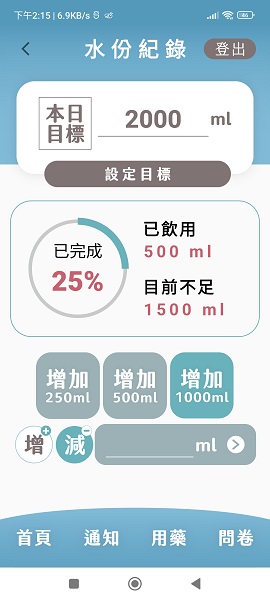 下午2:15 | 6.9KB/s
水份紀錄
登出
本日
目標
2000 ml
設定目標
已完成
25%
已飲用
500 ml
目前不足
1500 ml
增加
250ml
增加
500ml
增加
1000ml
增
減
ml
首頁 通知 用藥 問卷